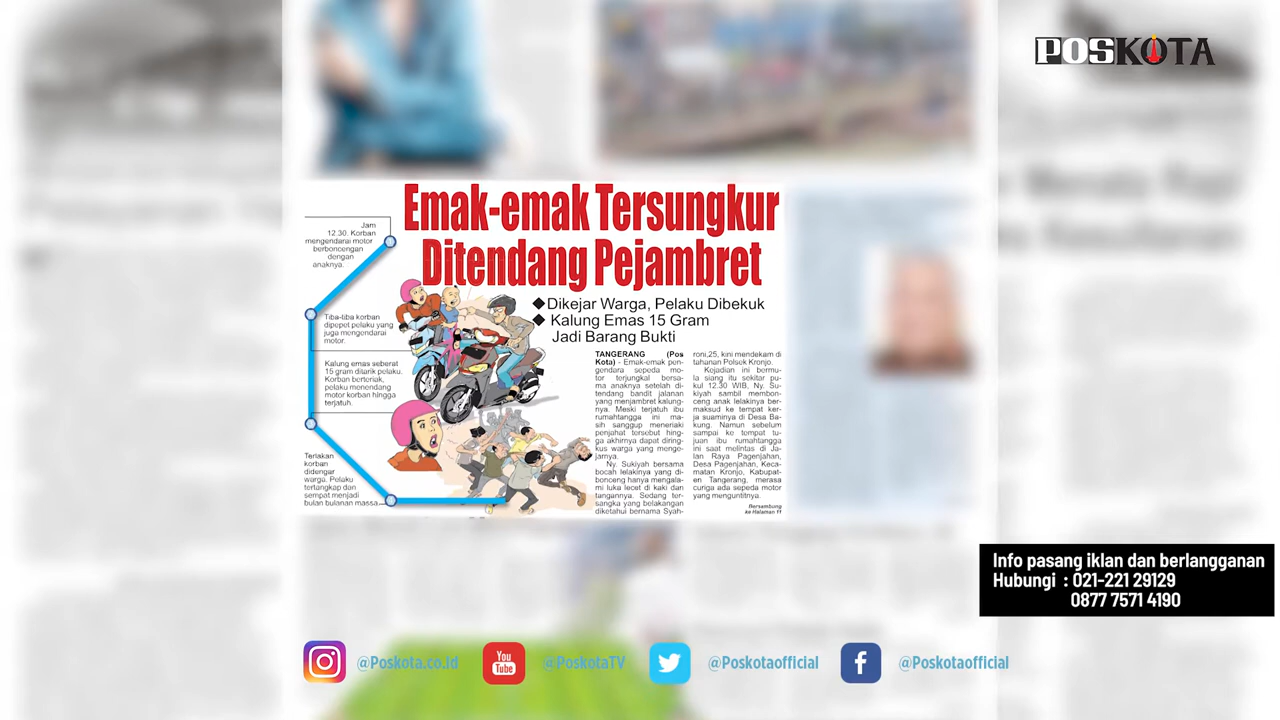 POSKOTA
Emak-emak Tersungkur
Ditendang Pejambret
◆Dikejar Warga, Pelaku Dibekuk
◆ Kalung Emas 15 Gram
Jadi Barang Bukti
Jam
12.30. Korban
mengendarai motor
berboncengan
dengan
anaknya.
Tiba-tiba korban
dipepet pelaku yang
juga mengendarai
motor.
Kalung emas seberat
15 gram ditarik pelaku.
Korban berteriak,
pelaku menendang
motor korban hingga
terjatuh.
Teriakan
korban
didengar
warga. Pelaku
tertangkap dan
sempat menjadi
bulan bulanan massa.
TANGERANG (Pos
Kota) - Emak-emak pen-
gendara sepeda mo-
tor terjungkal bersa-
ma anaknya setelah di-
tendang bandit jalanan
yang menjambret kalung-
nya. Meski terjatuh ibu
rumahtangga ini ma-
sih sanggup meneriaki
penjahat tersebut hing-
ga akhirnya dapat diring-
kus warga yang menge-
jarnya.
Ny. Sukiyah bersama
bocah lelakinya yang di-
bonceng hanya mengala-
mi luka lecet di kaki dan
tangannya. Sedang ter-
sangka yang belakangan
diketahui bernama Syah-
roni,25, kini mendekam di
tahanan Polsek Kronjo.
Kejadian ini bermu-
la siang itu sekitar pu-
kul 12.30 WIB, Ny. Su-
kiyah sambil membon-
ceng anak lelakinya ber-
maksud ke tempat ker-
ja suaminya di Desa Ba-
kung. Namun sebelum
sampai ke tempat tu-
juan ibu rumahtangga
ini saat molintas di Ja-
lan Raya Pagenjahan,
Desa Pagenjahan, Keca-
matan Kronjo, Kabupat-
en Tangerang, merasa
curiga ada sepeda motor
yang menguntitnya.
Bersambung
ke Halaman 11
Info pasang iklan dan berlangganan
Hubungi : 021-221 29129
0877 7571 4190
@Poskota.co.id
You
Tube
@PoskotaTV
@Poskotaofficial
@Poskotaofficial